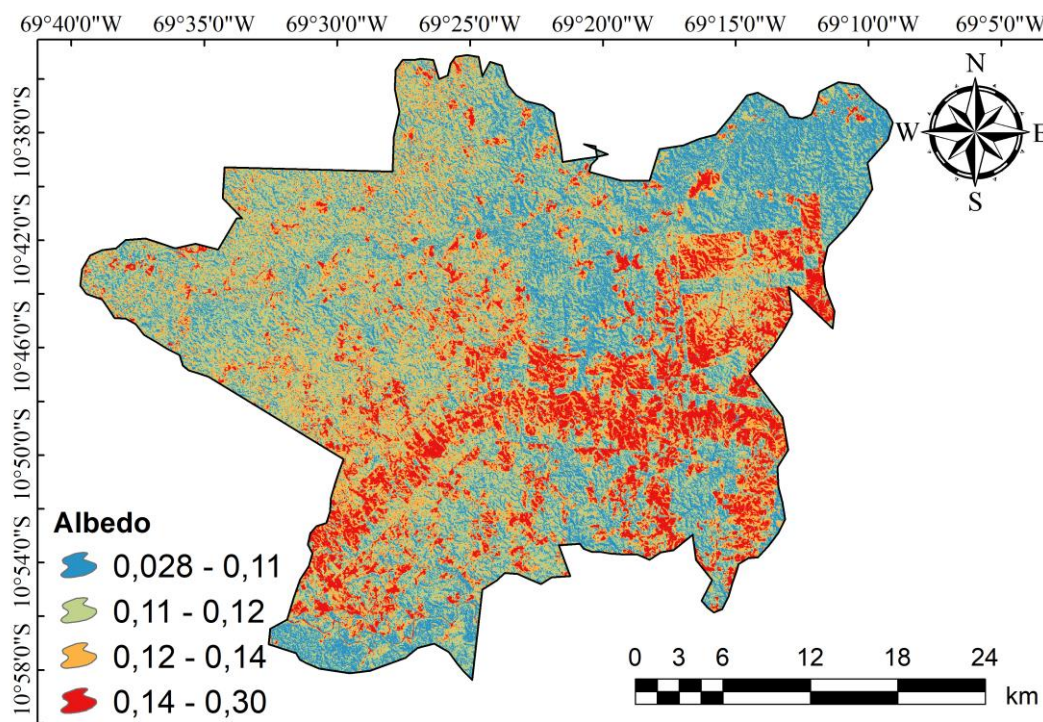 69°40'0"W 69°35'0"W 69°30'0"W 69°25'0"W 69°20'0"W 69°15'0"W 69°10'0"W 69°5'0"W
N
W E
S
10°38'0"S
10°42'0"S
10°46'0"S
10°50'0"S
10°54'0"S
10°58'0"S
Albedo
0,028 - 0,11
0,11 - 0,12
0,12 - 0,14
0,14 - 0,30
0 3 6 12 18 24
km